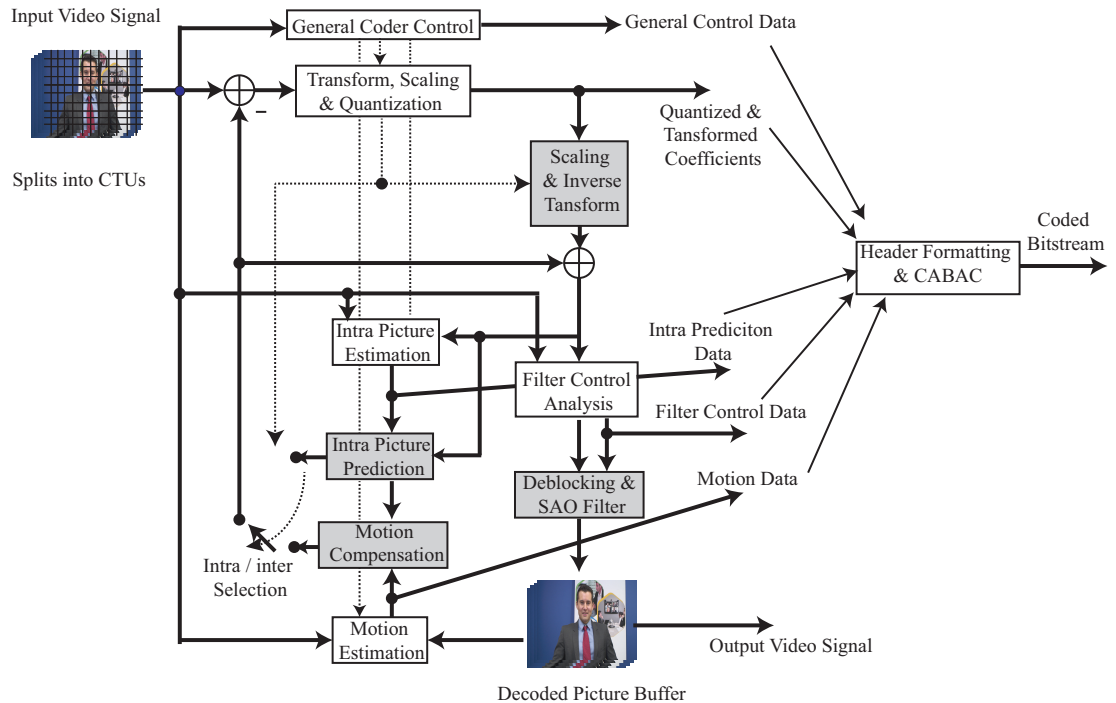 Input Video Signal
General Coder Control
General Control Data
Transform, Scaling
& Quantization
–
Quantized &
Tansformed
Coefficients
Splits into CTUs
Scaling
& Inverse
Tansform
Coded
Bitstream
Header Formatting
& CABAC
Intra Picture
Estimation
Intra Prediciton
Data
Filter Control
Analysis
Filter Control Data
Intra Picture
Prediction
Deblocking &
SAO Filter
Motion Data
Motion
Compensation
Intra / inter
Selection
Motion
Estimation
Output Video Signal
Decoded Picture Buffer